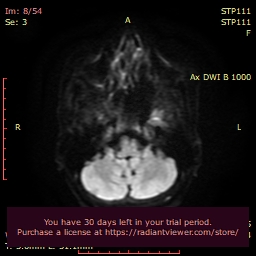 Im: 8/54
Se: 3
A
STP111
STP111
F
Ax DWI B 1000
R
L
You have 30 days left in your trial period.
Purchase a license at https://radiantviewer.com/store/